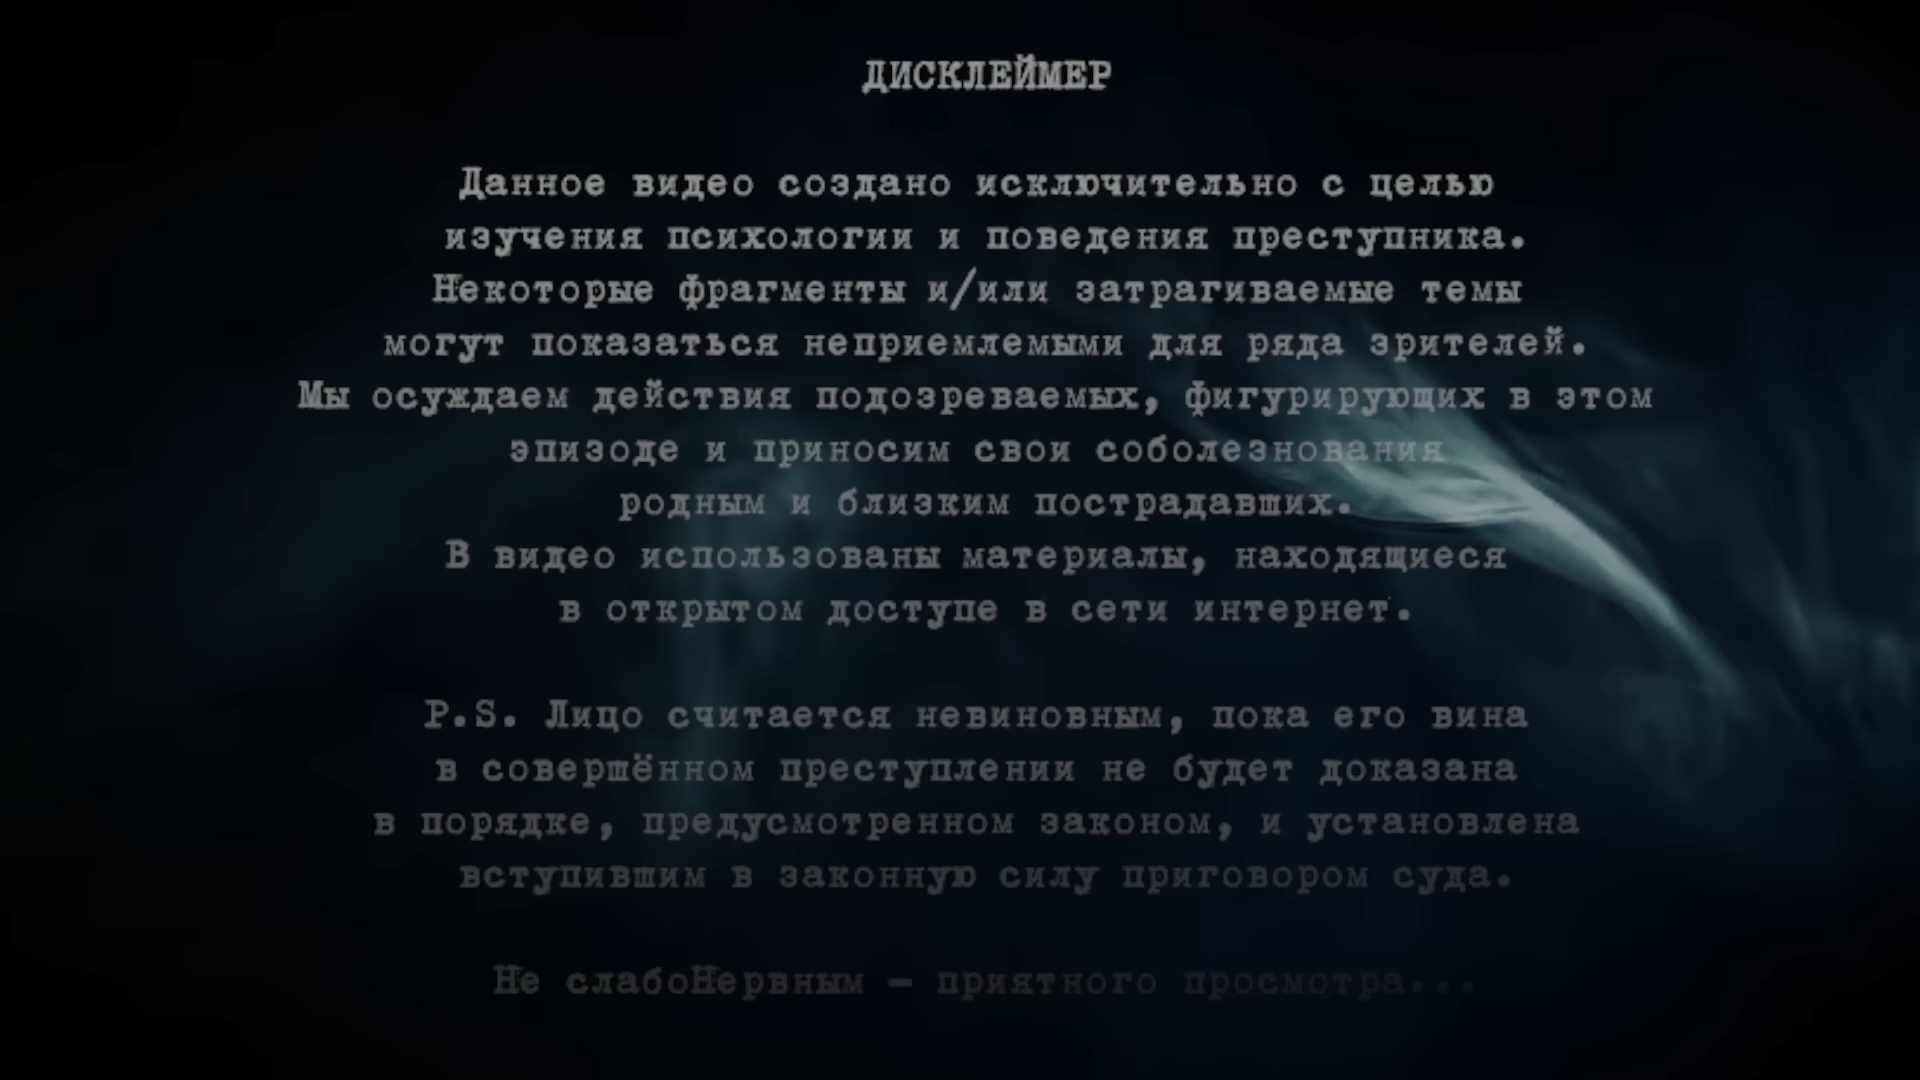 ДИСКЛЕЙМЕР
Данное видео создано исключительно с целью
изучения психологии и поведения преступника.
Некоторые фрагменты и/или затрагиваемые темы
могут показаться неприемлемыми для ряда зрителей.
Мы осуждаем действия подозреваемых, фигурирующих в этом
эпизоде и приносим свои соболезнования
родным и близким пострадавших.
В видео использованы материалы, находящиеся
в открытом доступе в сети интернет.
P.S. Лицо считается невиновным, пока его вина
в совершённом преступлении не будет доказана
в порядке, предусмотренном законом, и установлена
вступившим в законную силу приговором суда.
Не слабоНервным – приятного просмотра...